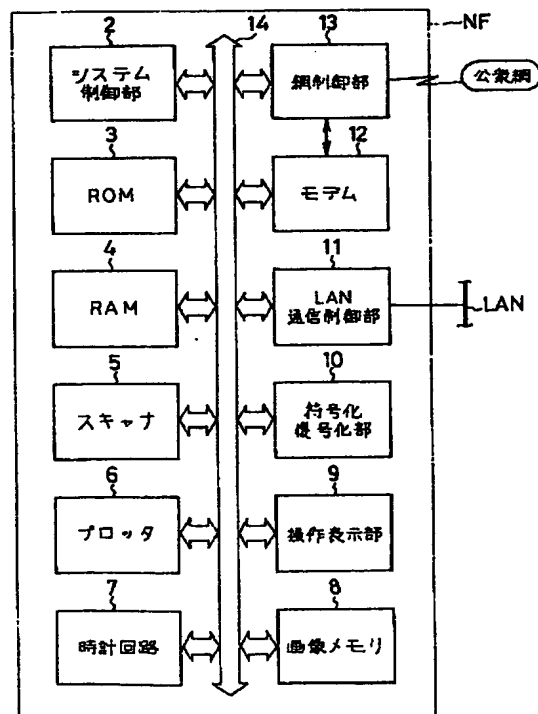 2
14
13
NF
システム
制御部
網制御部
公衆網
3
12
ROM
モデム
4
11
RAM
LAN
通信制御部
LAN
5
10
スキャナ
符号化
復号化部
6
9
プロッタ
操作表示部
7
8
時計回路
画像メモリ